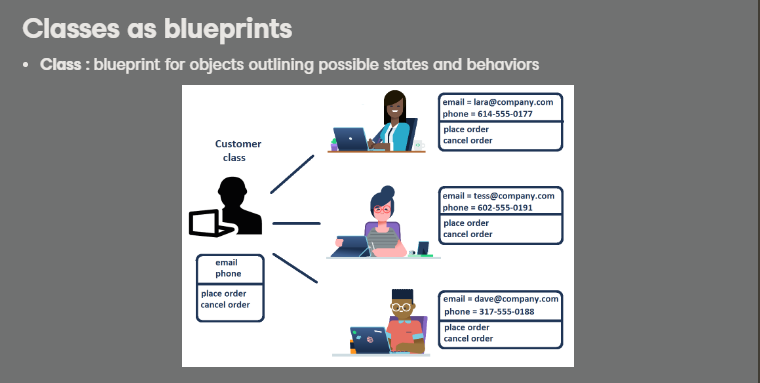 Classes as blueprints
• Class : blueprint for objects outlining possible states and behaviors
Customer
class
email
phone
place order
cancel order
email = lara@company.com
phone = 614-555-0177
place order
cancel order
email = tess@company.com
phone = 602-555-0191
place order
cancel order
email = dave@company.com
phone = 317-555-0188
place order
cancel order